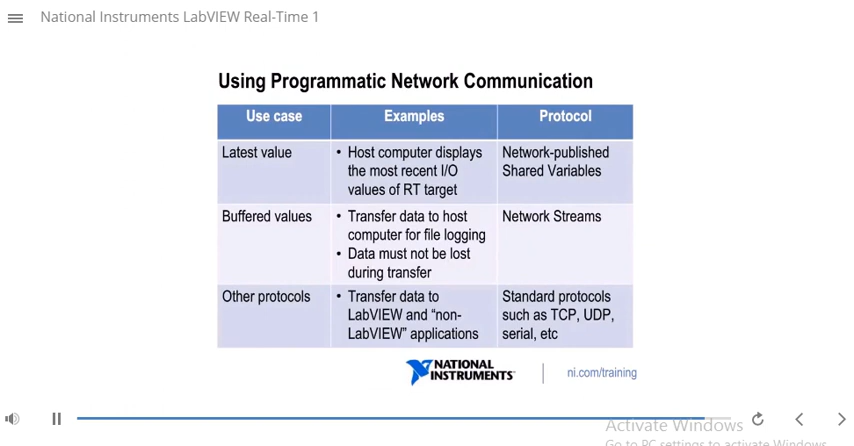 National Instruments LabVIEW Real-Time 1
Using Programmatic Network Communication
Use case
Examples
Protocol
Latest value
• Host computer displays
the most recent I/O
values of RT target
Network-published
Shared Variables
Buffered values
• Transfer data to host
computer for file logging
• Data must not be lost
during transfer
Network Streams
Other protocols
• Transfer data to
LabVIEW and “non-
LabVIEW” applications
Standard protocols
such as TCP, UDP,
serial, etc
NATIONAL
INSTRUMENTS
ni.com/training
Activate Windows
Go to PC settings to activate Windows.